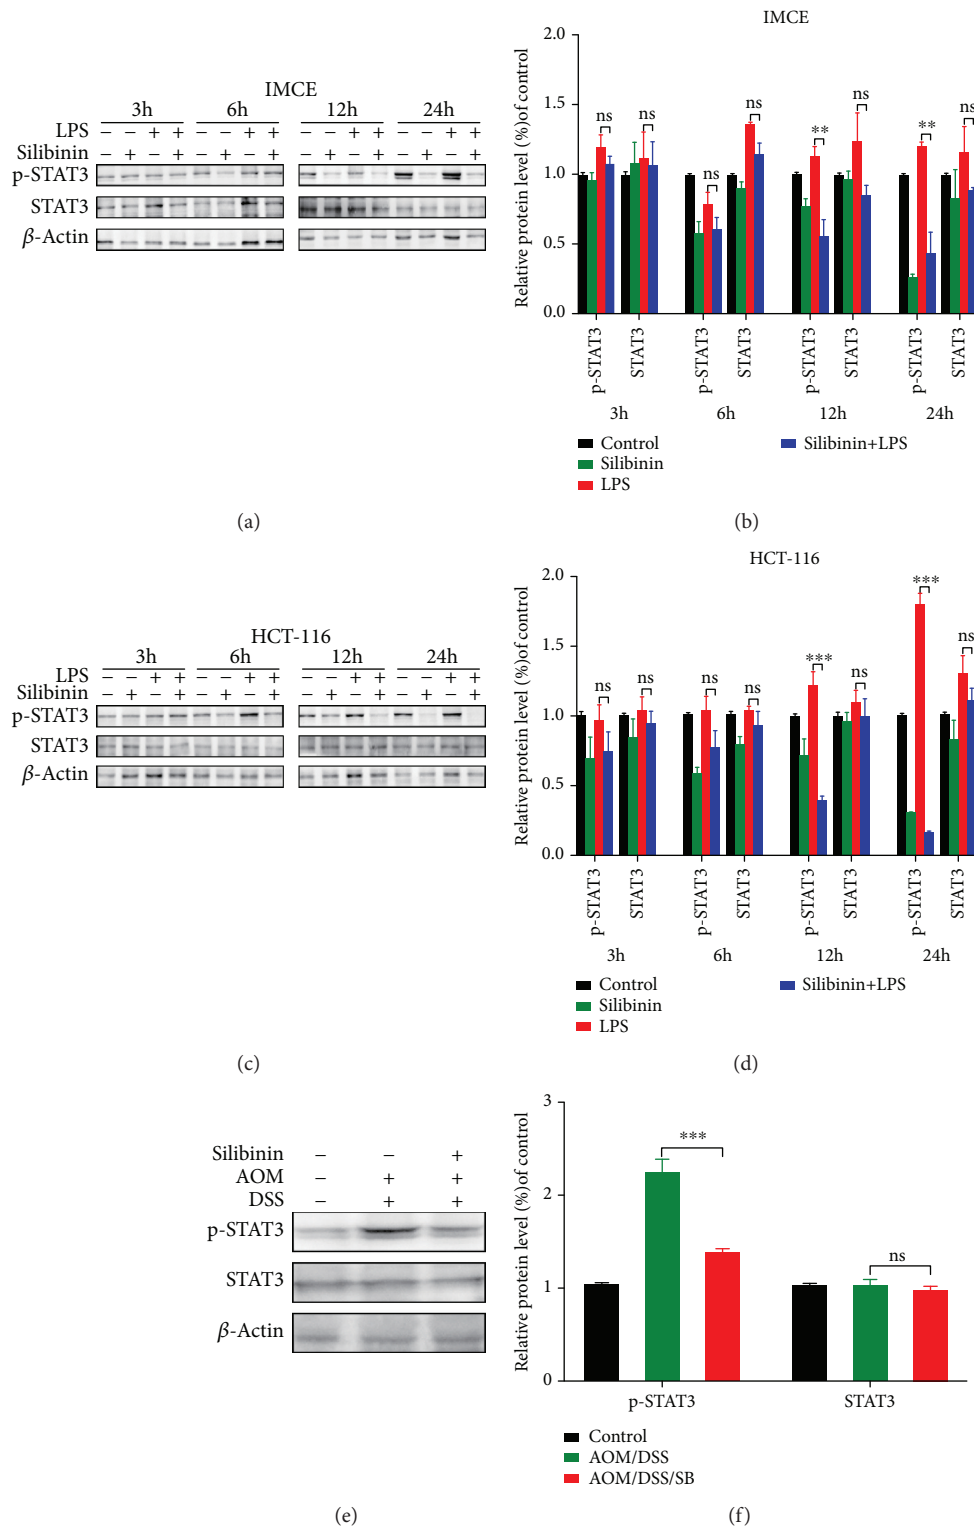 IMCE
3h 6h 12h 24h
LPS − − + + − − + + − − + + − − + +
Silibinin − + − + − + − + − + − + − + − +
p-STAT3
STAT3
β-Actin
(a)
IMCE
Relative protein level (%)of control
2.0
1.5
1.0
0.5
0.0
ns ns ns ns ** ns ** ns
p-STAT3 STAT3 p-STAT3 STAT3 p-STAT3 STAT3 p-STAT3 STAT3
3h 6h 12h 24h
Control Silibinin+LPS
Silibinin
LPS
(b)
HCT-116
3h 6h 12h 24h
LPS − − + + − − + + − − + + − − + +
Silibinin − + − + − + − + − + − + − + − +
p-STAT3
STAT3
β-Actin
(c)
HCT-116
Relative protein level (%)of control
2.0
1.5
1.0
0.5
0.0
ns ns ns ns *** ns *** ns
p-STAT3 STAT3 p-STAT3 STAT3 p-STAT3 STAT3 p-STAT3 STAT3
3h 6h 12h 24h
Control Silibinin+LPS
Silibinin
LPS
(d)
Silibinin − − +
AOM − + +
DSS − + +
p-STAT3
STAT3
β-Actin
(e)
Relative protein level (%)of control
3
2
1
0
*** ns
p-STAT3 STAT3
Control
AOM/DSS
AOM/DSS/SB
(f)